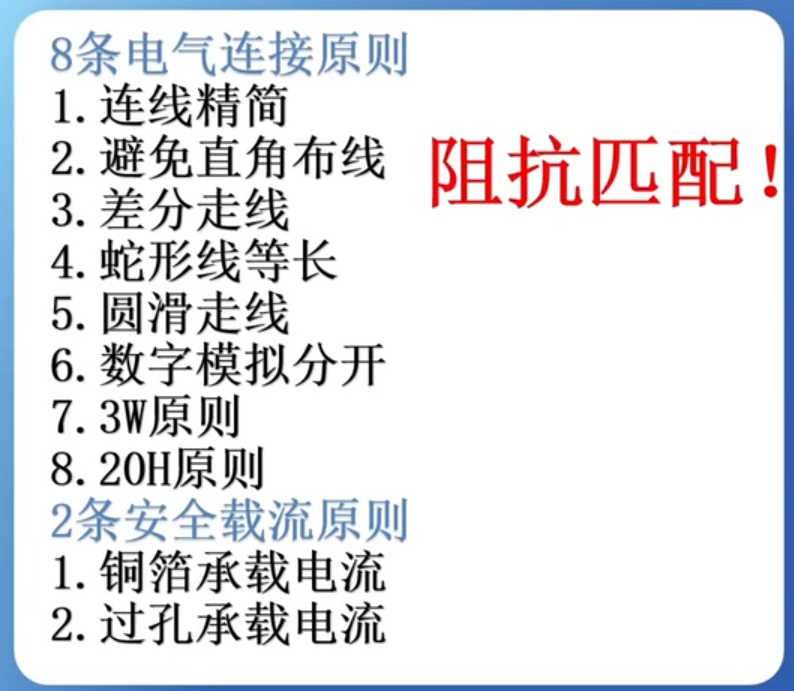 8条电气连接原则
1.连线精简
2.避免直角布线
阻抗匹配！
3.差分走线
4.蛇形线等长
5.圆滑走线
6.数字模拟分开
7.3W原则
8.20H原则
2条安全载流原则
1.铜箔承载电流
2.过孔承载电流